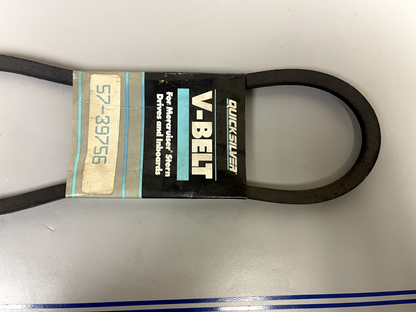 QUICKSILVER
V-BELT
For Mercruiser® Stern
Drives and Inboards
57-39756